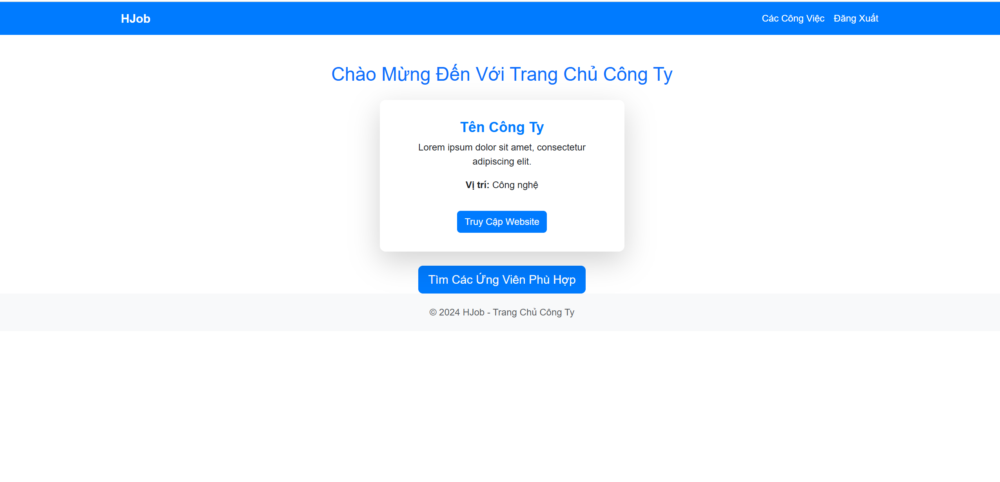 HJob
Các Công Việc Đăng Xuất
Chào Mừng Đến Với Trang Chủ Công Ty
Tên Công Ty
Lorem ipsum dolor sit amet, consectetur
adipiscing elit.
Vị trí: Công nghệ
Truy Cập Website
Tìm Các Ứng Viên Phù Hợp
© 2024 HJob - Trang Chủ Công Ty